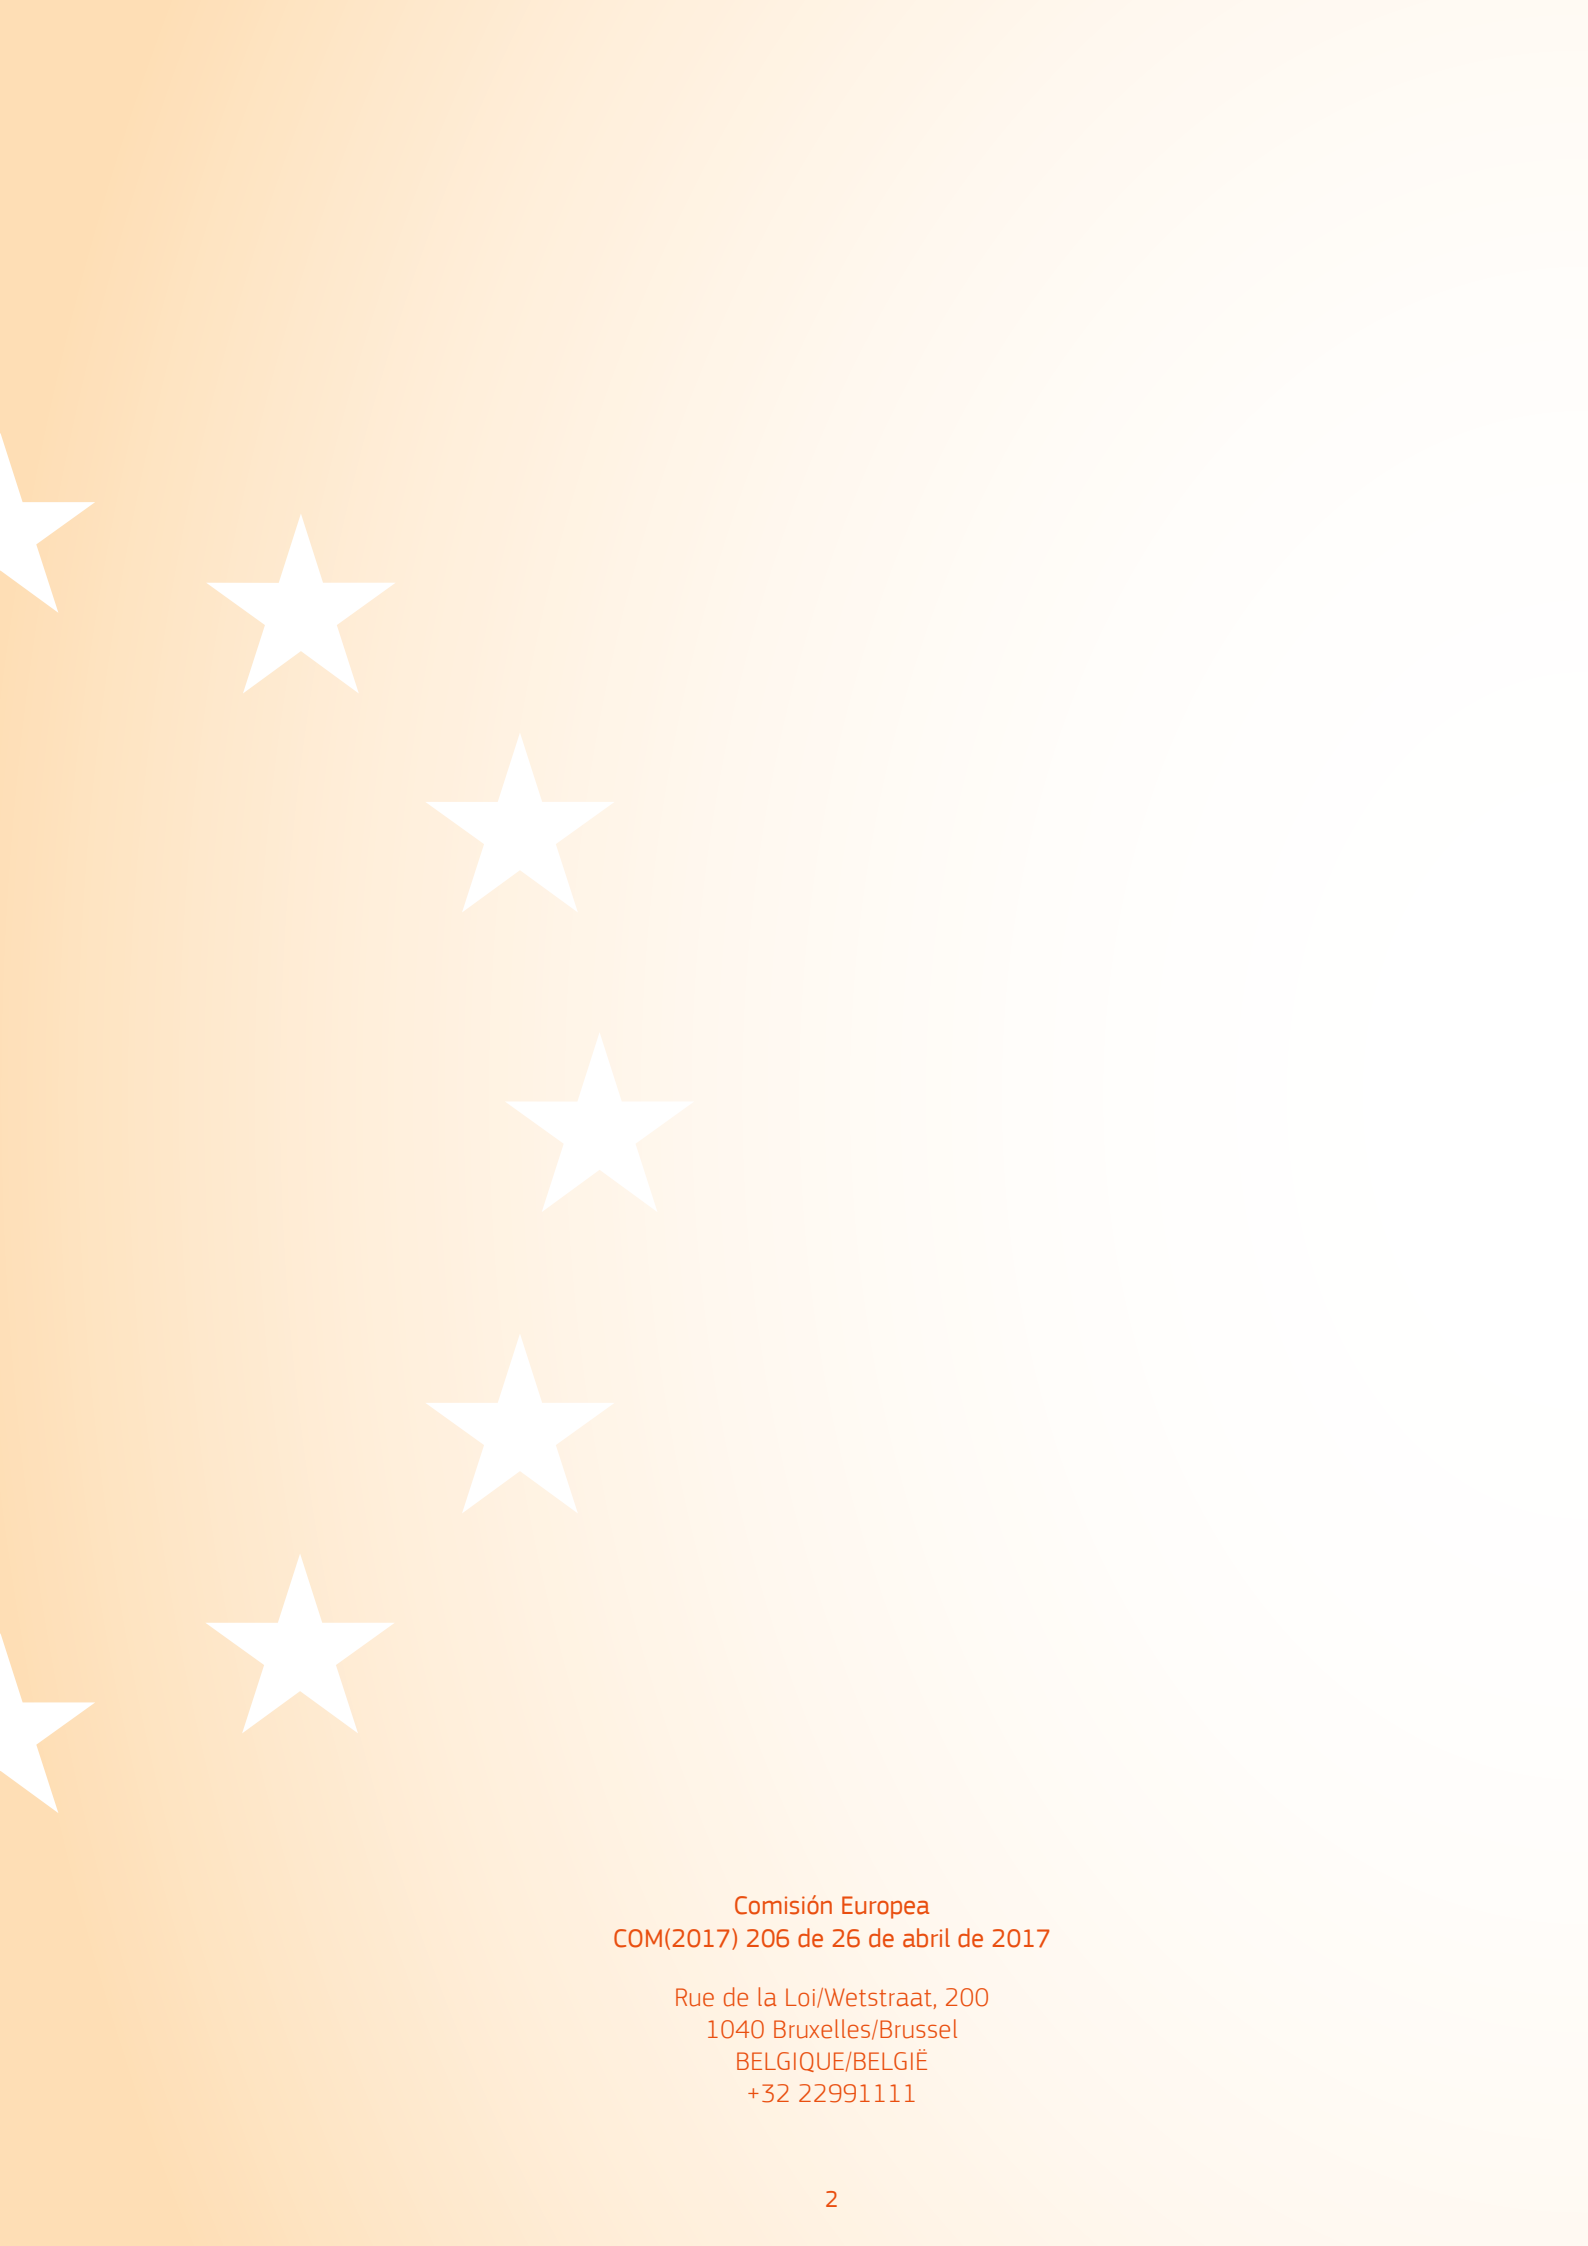 Comisión Europea
COM(2017) 206 de 26 de abril de 2017
Rue de la Loi/Wetstraat, 200
1040 Bruxelles/Brussel
BELGIQUE/BELGIË
+32 22991111
2